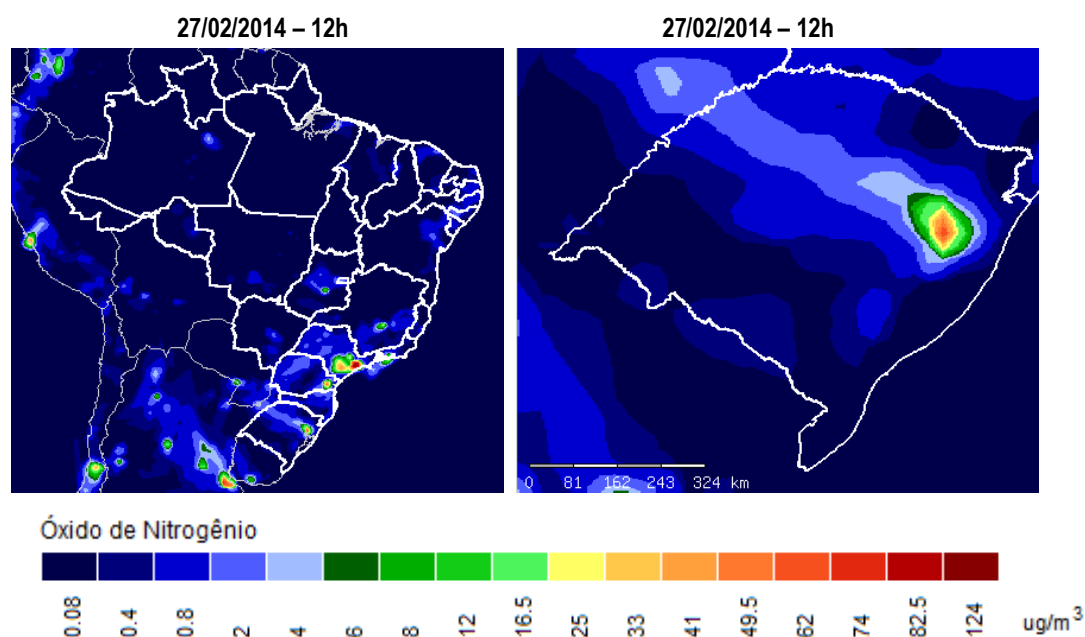 27/02/2014 – 12h
27/02/2014 – 12h
0 81 162 243 324 km
Óxido de Nitrogênio
0.08 0.4 0.8 2 4 6 8 12 16.5 25 33 41 49.5 62 74 82.5 124 ug/m³